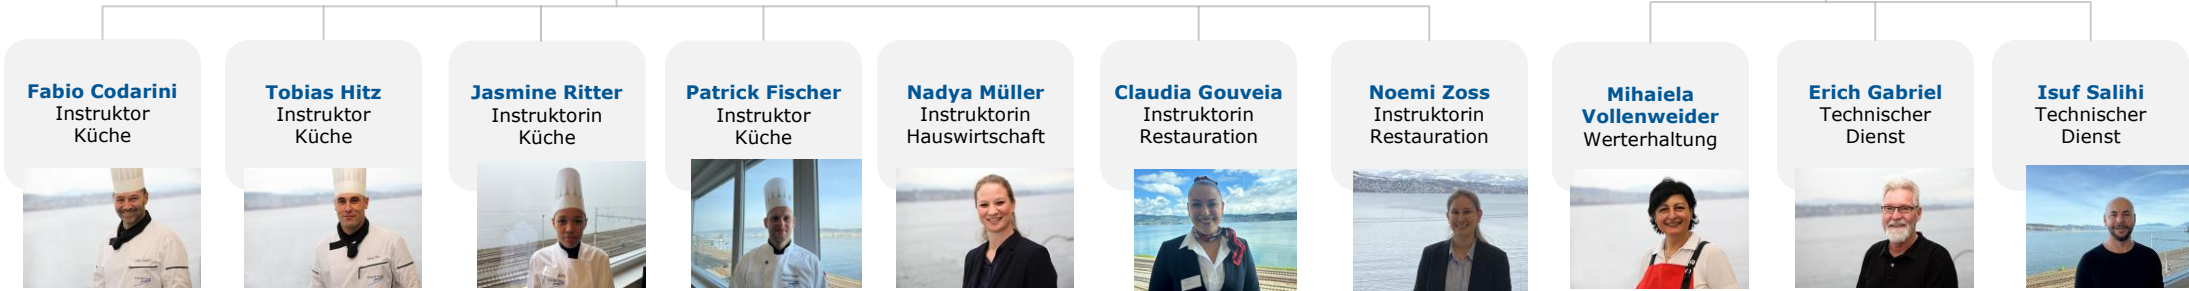 Fabio Codarini
Instruktor
Küche
Tobias Hitz
Instruktor
Küche
Jasmine Ritter
Instruktorin
Küche
Patrick Fischer
Instruktor
Küche
Nadya Müller
Instruktorin
Hauswirtschaft
Claudia Gouveia
Instruktorin
Restauration
Noemi Zoss
Instruktorin
Restauration
Mihaiela
Vollenweider
Werterhaltung
Erich Gabriel
Technischer
Dienst
Isuf Salihi
Technischer
Dienst